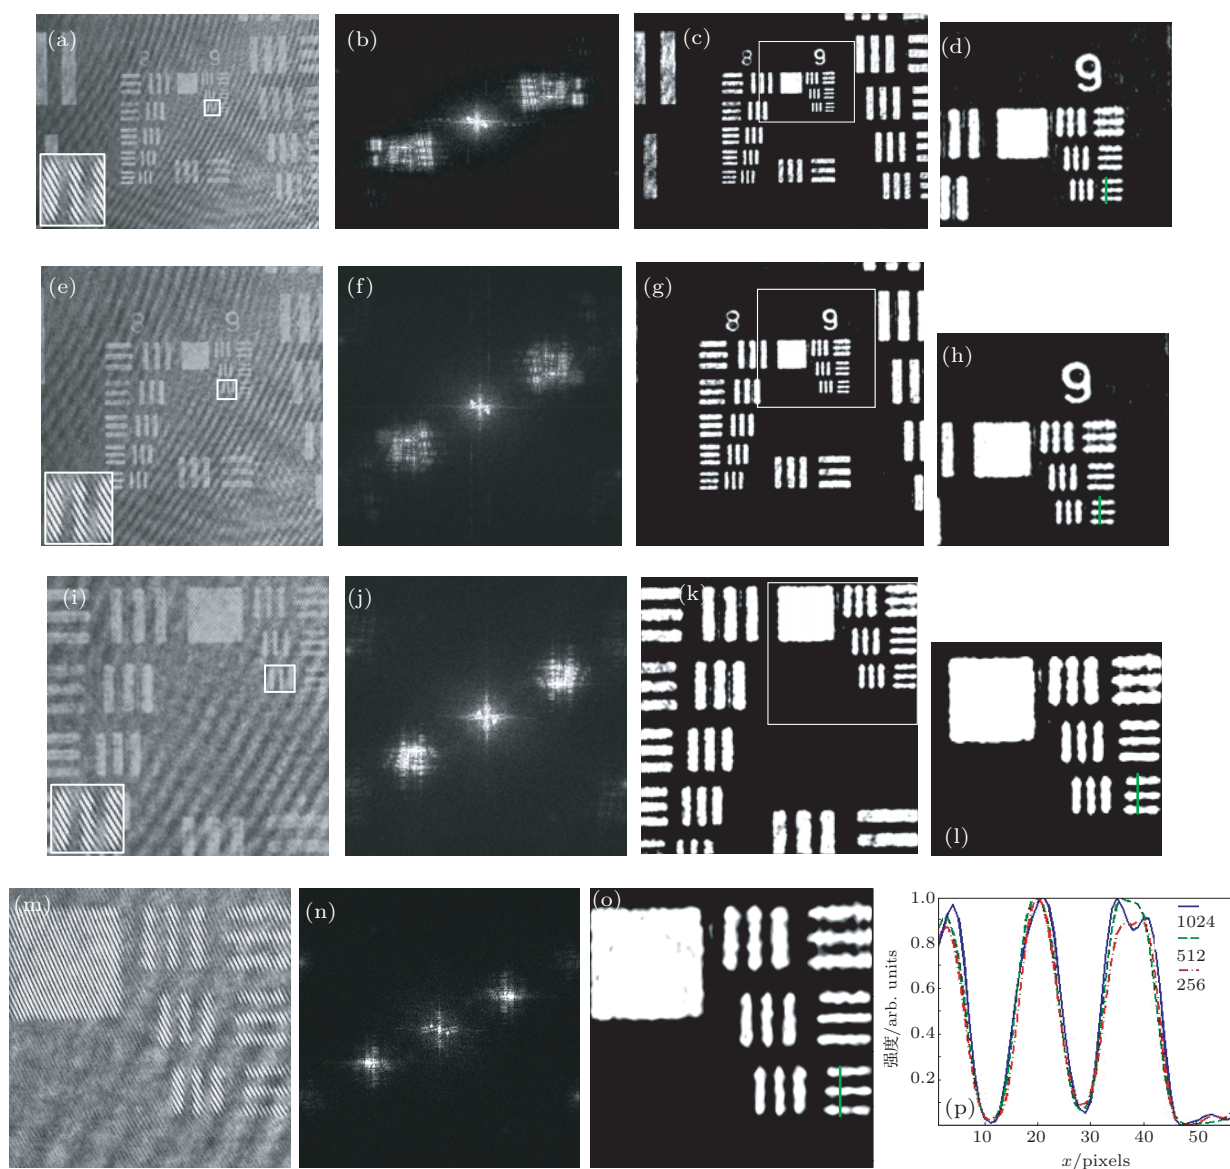 (a)
8
9
(b)
(c)
8
9
(d)
9
(e)
8
9
(f)
(g)
8
9
(h)
9
(i)
(j)
(k)
(l)
(m)
(n)
(o)
1.0
0.8
0.6
0.4
0.2
强度/arb. units
1024
512
256
(p)
10 20 30 40 50
x/pixels